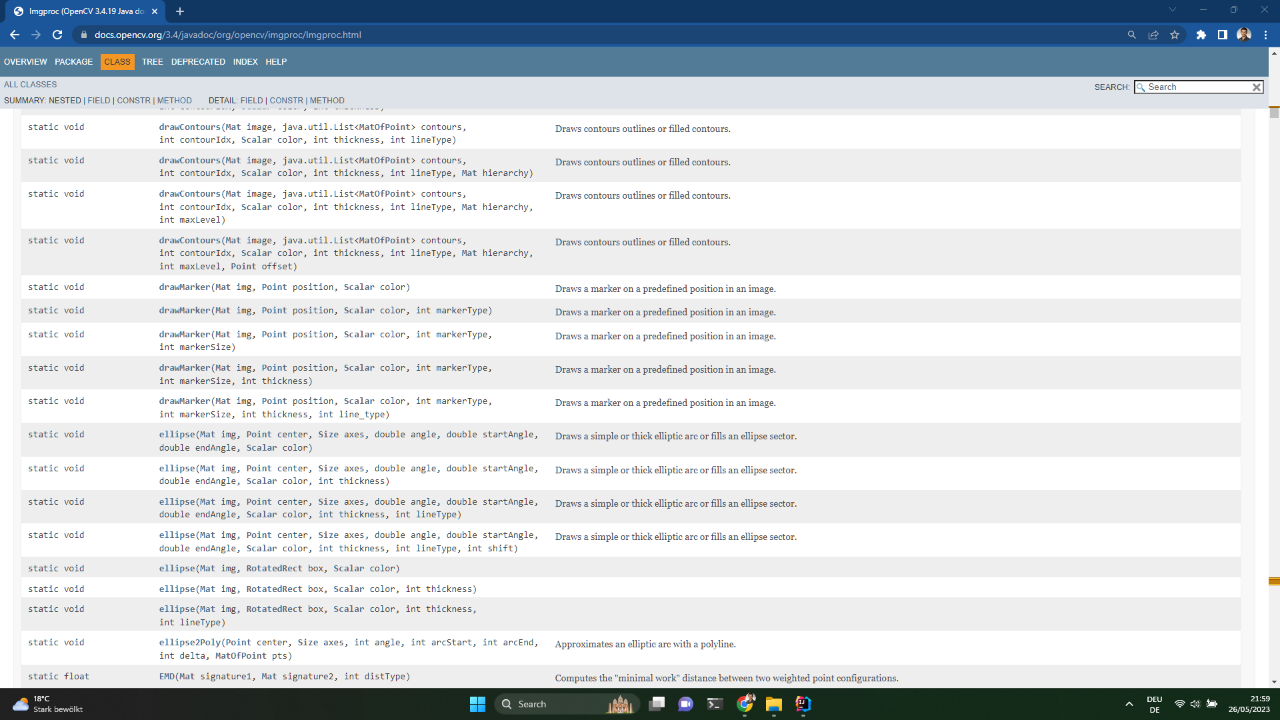 Imgproc (OpenCV 3.4.19 Java do
docs.opencv.org/3.4/javadoc/org/opencv/imgproc/Imgproc.html
OVERVIEW PACKAGE CLASS TREE DEPRECATED INDEX HELP
ALL CLASSES
SEARCH: Search
SUMMARY: NESTED | FIELD | CONSTR | METHOD DETAIL: FIELD | CONSTR | METHOD
static void drawContours(Mat image, java.util.List<MatOfPoint> contours, Draws contours outlines or filled contours.
int contourIdx, Scalar color, int thickness, int lineType)
static void drawContours(Mat image, java.util.List<MatOfPoint> contours, Draws contours outlines or filled contours.
int contourIdx, Scalar color, int thickness, int lineType, Mat hierarchy)
static void drawContours(Mat image, java.util.List<MatOfPoint> contours, Draws contours outlines or filled contours.
int contourIdx, Scalar color, int thickness, int lineType, Mat hierarchy,
int maxLevel)
static void drawContours(Mat image, java.util.List<MatOfPoint> contours, Draws contours outlines or filled contours.
int contourIdx, Scalar color, int thickness, int lineType, Mat hierarchy,
int maxLevel, Point offset)
static void drawMarker(Mat img, Point position, Scalar color) Draws a marker on a predefined position in an image.
static void drawMarker(Mat img, Point position, Scalar color, int markerType) Draws a marker on a predefined position in an image.
static void drawMarker(Mat img, Point position, Scalar color, int markerType, Draws a marker on a predefined position in an image.
int markerSize)
static void drawMarker(Mat img, Point position, Scalar color, int markerType, Draws a marker on a predefined position in an image.
int markerSize, int thickness)
static void drawMarker(Mat img, Point position, Scalar color, int markerType, Draws a marker on a predefined position in an image.
int markerSize, int thickness, int line_type)
static void ellipse(Mat img, Point center, Size axes, double angle, double startAngle, Draws a simple or thick elliptic arc or fills an ellipse sector.
double endAngle, Scalar color)
static void ellipse(Mat img, Point center, Size axes, double angle, double startAngle, Draws a simple or thick elliptic arc or fills an ellipse sector.
double endAngle, Scalar color, int thickness)
static void ellipse(Mat img, Point center, Size axes, double angle, double startAngle, Draws a simple or thick elliptic arc or fills an ellipse sector.
double endAngle, Scalar color, int thickness, int lineType)
static void ellipse(Mat img, Point center, Size axes, double angle, double startAngle, Draws a simple or thick elliptic arc or fills an ellipse sector.
double endAngle, Scalar color, int thickness, int lineType, int shift)
static void ellipse(Mat img, RotatedRect box, Scalar color)
static void ellipse(Mat img, RotatedRect box, Scalar color, int thickness)
static void ellipse(Mat img, RotatedRect box, Scalar color, int thickness,
int lineType)
static void ellipse2Poly(Point center, Size axes, int angle, int arcStart, int arcEnd, Approximates an elliptic arc with a polyline.
int delta, MatOfPoint pts)
static float EMD(Mat signature1, Mat signature2, int distType) Computes the "minimal work" distance between two weighted point configurations.
18°C
Stark bewölkt
Search
DEU
DE
21:59
26/05/2023